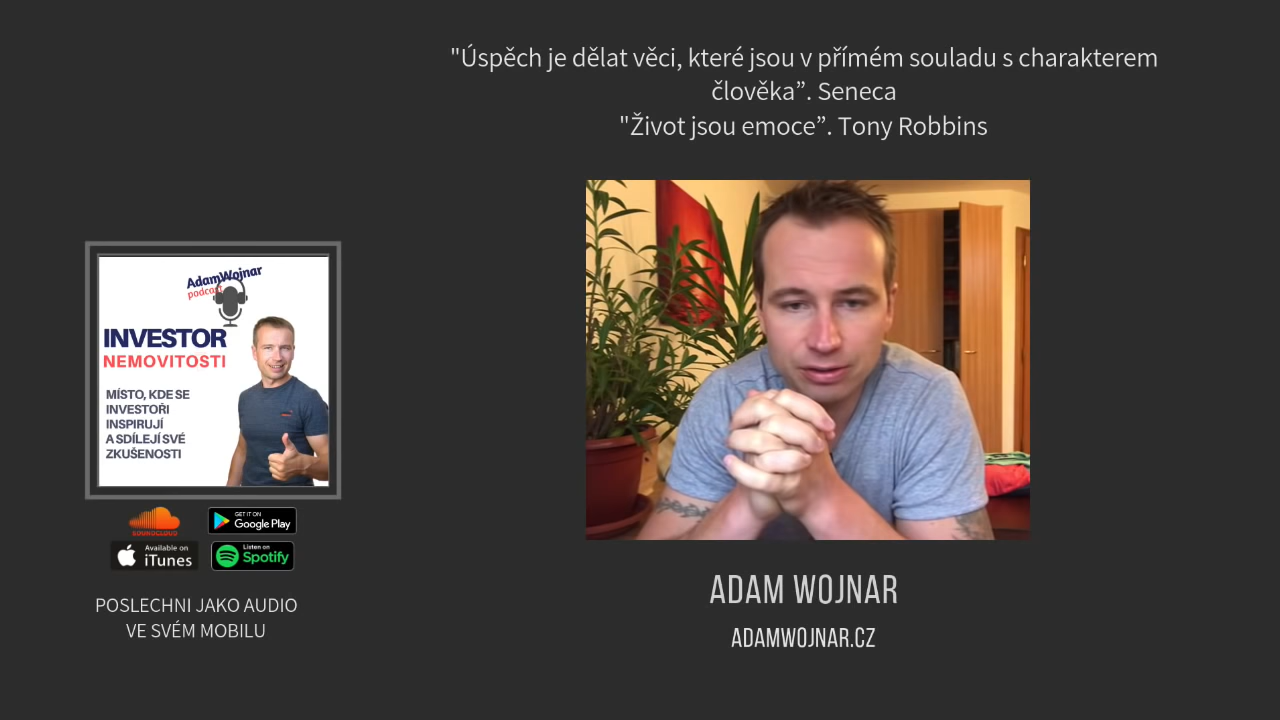 "Úspěch je dělat věci, které jsou v přímém souladu s charakterem
člověka”. Seneca
"Život jsou emoce”. Tony Robbins
AdamWojnar
podcast
INVESTOR
NEMOVITOSTI
MÍSTO, KDE SE
INVESTOŘI
INSPIRUJÍ
A SDÍLEJÍ SVÉ
ZKUŠENOSTI
SOUNDCLOUD
GET IT ON
Google Play
Available on
iTunes
Listen on
Spotify
POSLECHNI JAKO AUDIO
VE SVÉM MOBILU
ADAM WOJNAR
ADAMWOJNAR.CZ